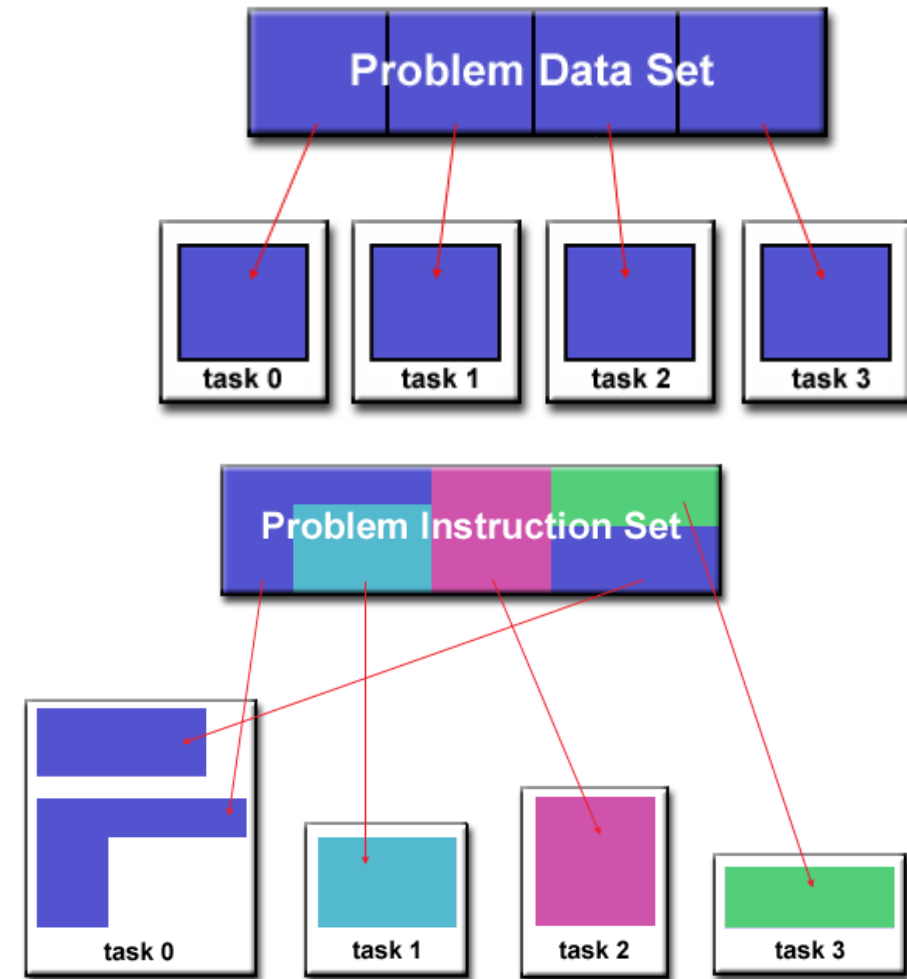 Problem Data Set
task 0
task 1
task 2
task 3
Problem Instruction Set
task 0
task 1
task 2
task 3